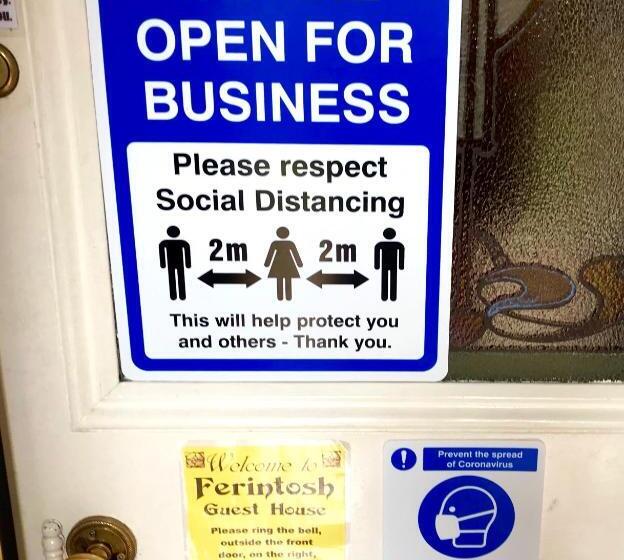 u.
OPEN FOR
BUSINESS
Please respect
Social Distancing
2m 2m
This will help protect you
and others - Thank you.
Welcome to
Ferintosh
Guest House
Please ring the bell,
outside the front
door, on the right,
! Prevent the spread
of Coronavirus